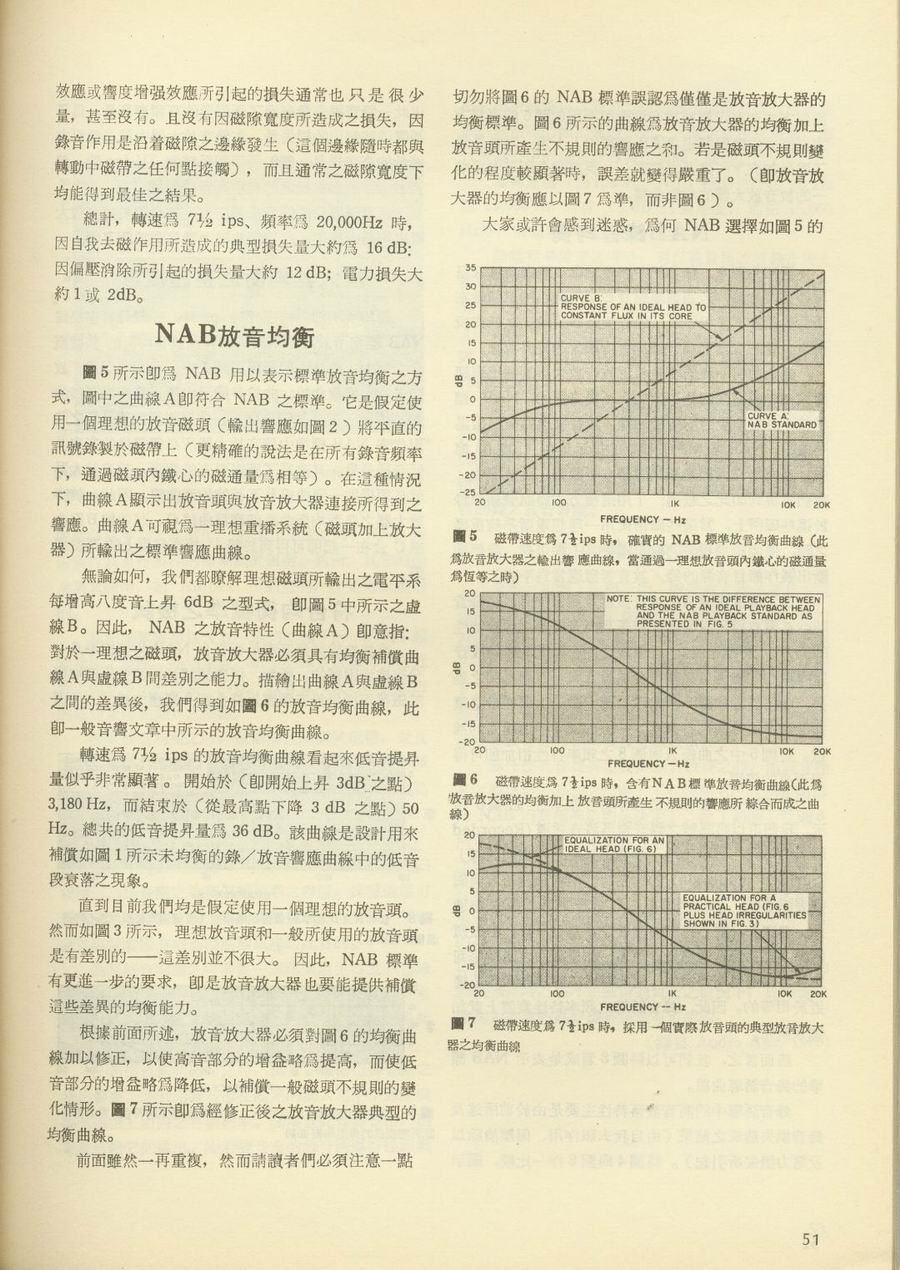 效應或響度增强效應所引起的損失通常也只是很少
量，甚至沒有。且沒有因磁隙寬度所造成之損失，因
錄音作用是沿着磁隙之邊緣發生（這個邊緣隨時都與
轉動中磁帶之任何點接觸），而且通常之磁隙寬度下
均能得到最佳之結果。
總計，轉速爲 7½ ips、頻率爲 20,000Hz 時，
因自我去磁作用所造成的典型損失量大約爲 16 dB:
因偏壓消除所引起的損失量大約 12 dB; 電力損失大
約 1 或 2dB。
NAB放音均衡
圖5所示卽爲 NAB 用以表示標準放音均衡之方
式，圖中之曲線A卽符合 NAB 之標準。它是假定使
用一個理想的放音磁頭（輸出響應如圖2）將平直的
訊號錄製於磁帶上（更精確的說法是在所有錄音頻率
下，通過磁頭內鐵心的磁通量爲相等）。在這種情況
下，曲線A顯示出放音頭與放音放大器連接所得到之
響應。曲線A可視爲一理想重播系統（磁頭加上放大
器）所輸出之標準響應曲線。
無論如何，我們都瞭解理想磁頭所輸出之電平系
每增高八度音上昇 6dB 之型式， 卽圖5中所示之虛
線B。因此， NAB 之放音特性（曲線A）卽意指:
對於一理想之磁頭，放音放大器必須具有均衡補償曲
線A與虛線B間差別之能力。描繪出曲線A與虛線B
之間的差異後，我們得到如圖6的放音均衡曲線，此
卽一般音響文章中所示的放音均衡曲線。
轉速爲 7½ ips 的放音均衡曲線看起來低音提昇
量似乎非常顯著。開始於（卽開始上昇 3dB 之點）
3,180 Hz，而結束於（從最高點下降 3 dB 之點）50
Hz。總共的低音提昇量爲 36 dB。該曲線是設計用來
補償如圖1所示未均衡的錄／放音響應曲線中的低音
段衰落之現象。
直到目前我們均是假定使用一個理想的放音頭。
然而如圖3所示，理想放音頭和一般所使用的放音頭
是有差別的——這差別並不很大。 因此，NAB 標準
有更進一步的要求，卽是放音放大器也要能提供補償
這些差異的均衡能力。
根據前面所述，放音放大器必須對圖6的均衡曲
線加以修正，以使高音部分的增益略爲提高，而使低
音部分的增益略爲降低，以補償一般磁頭不規則的變
化情形。圖7所示卽爲經修正後之放音放大器典型的
均衡曲線。
前面雖然一再重複，然而請讀者們必須注意一點
切勿將圖6的 NAB 標準誤認爲僅僅是放音放大器的
均衡標準。圖6所示的曲線爲放音放大器的均衡加上
放音頭所產生不規則的響應之和。若是磁頭不規則變
化的程度較顯著時，誤差就變得嚴重了。（卽放音放
大器的均衡應以圖7爲準，而非圖6）。
大家或許會感到迷惑，爲何 NAB 選擇如圖5的
35
30
25
20
15
10
5
0
-5
-10
-15
-20
-25
dB
CURVE B:
RESPONSE OF AN IDEAL HEAD TO
CONSTANT FLUX IN ITS CORE
CURVE A:
NAB STANDARD
20 100 1K 10K 20K
FREQUENCY — Hz
圖5 磁帶速度爲 7½ips 時，確實的 NAB 標準放音均衡曲線（此
爲放音放大器之輸出響應曲線，當通過一理想放音頭內鐵心的磁通量
爲恆等之時）
20
15
10
5
0
-5
-10
-15
-20
dB
NOTE: THIS CURVE IS THE DIFFERENCE BETWEEN
RESPONSE OF AN IDEAL PLAYBACK HEAD
AND THE NAB PLAYBACK STANDARD AS
PRESENTED IN FIG. 5
20 100 1K 10K 20K
FREQUENCY — Hz
圖6 磁帶速度爲 7½ips 時，含有NAB標準放音均衡曲線(此爲
放音放大器的均衡加上放音頭所產生不規則的響應所綜合而成之曲
線）
20
15
10
5
0
-5
-10
-15
-20
dB
EQUALIZATION FOR AN
IDEAL HEAD (FIG. 6)
EQUALIZATION FOR A
PRACTICAL HEAD (FIG. 6
PLUS HEAD IRREGULARITIES
SHOWN IN FIG. 3)
20 100 1K 10K 20K
FREQUENCY -- Hz
圖7 磁帶速度爲 7½ips 時，採用一個實際放音頭的典型放音放大
器之均衡曲線
51